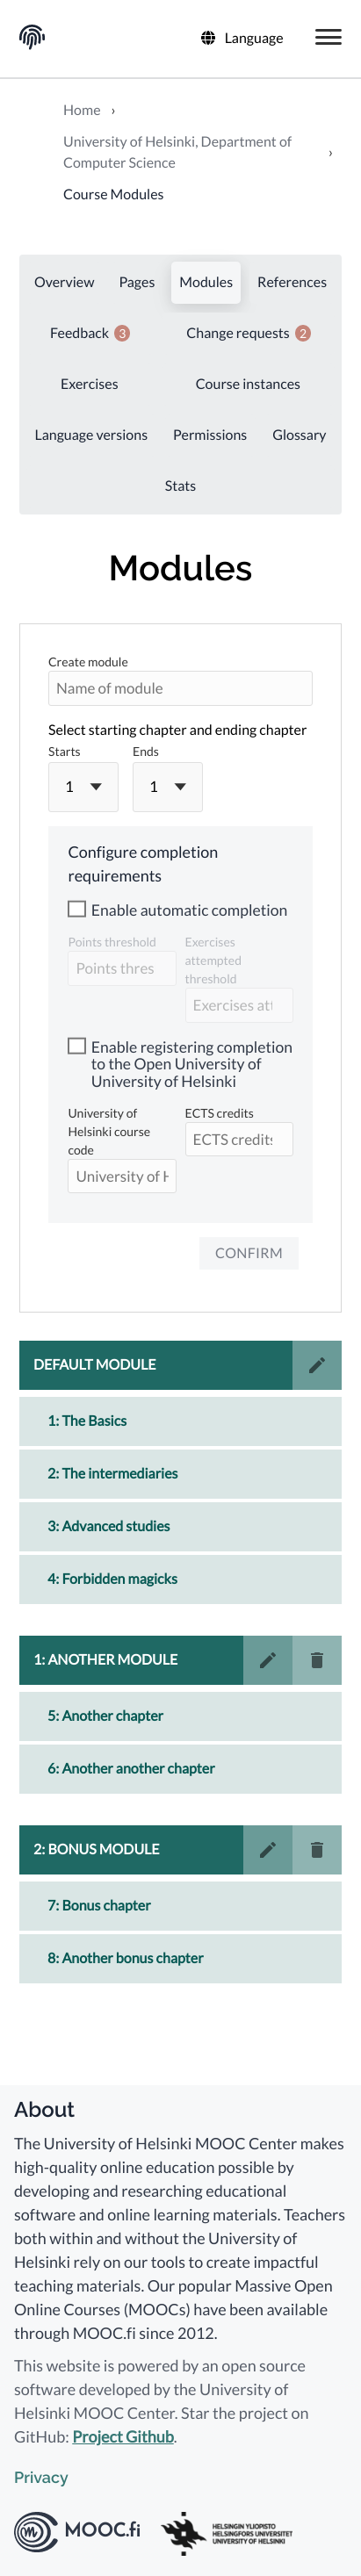 Language
Home ›
University of Helsinki, Department of
Computer Science ›
Course Modules
Overview Pages Modules References
Feedback 3 Change requests 2
Exercises Course instances
Language versions Permissions Glossary
Stats
Modules
Create module
Name of module
Select starting chapter and ending chapter
Starts Ends
1 1
Configure completion
requirements
Enable automatic completion
Points threshold
Points thres
Exercises
attempted
threshold
Exercises att
Enable registering completion
to the Open University of
University of Helsinki
University of
Helsinki course
code
University of H
ECTS credits
ECTS credits
CONFIRM
DEFAULT MODULE
1: The Basics
2: The intermediaries
3: Advanced studies
4: Forbidden magicks
1: ANOTHER MODULE
5: Another chapter
6: Another another chapter
2: BONUS MODULE
7: Bonus chapter
8: Another bonus chapter
About
The University of Helsinki MOOC Center makes
high-quality online education possible by
developing and researching educational
software and online learning materials. Teachers
both within and without the University of
Helsinki rely on our tools to create impactful
teaching materials. Our popular Massive Open
Online Courses (MOOCs) have been available
through MOOC.fi since 2012.
This website is powered by an open source
software developed by the University of
Helsinki MOOC Center. Star the project on
GitHub: Project Github.
Privacy
MOOC.fi
HELSINGIN YLIOPISTO
HELSINGFORS UNIVERSITET
UNIVERSITY OF HELSINKI